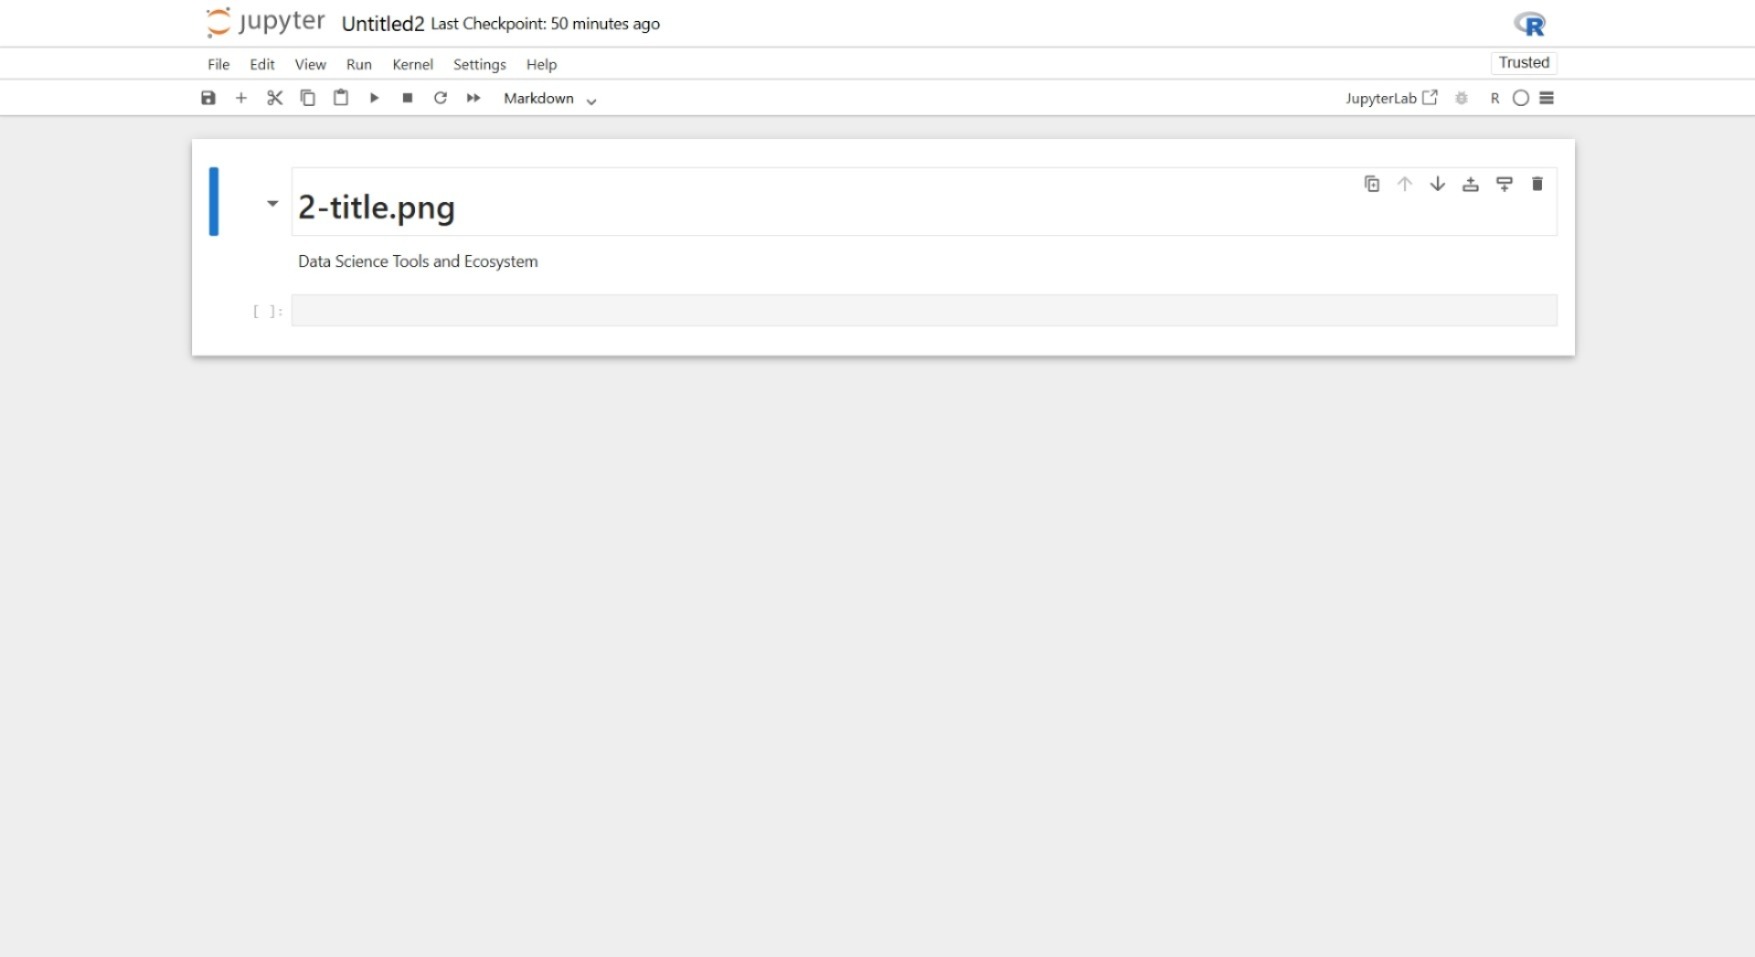 jupyter Untitled2 Last Checkpoint: 50 minutes ago
File Edit View Run Kernel Settings Help
Trusted
Markdown
JupyterLab
R
2-title.png
Data Science Tools and Ecosystem
[ ]: